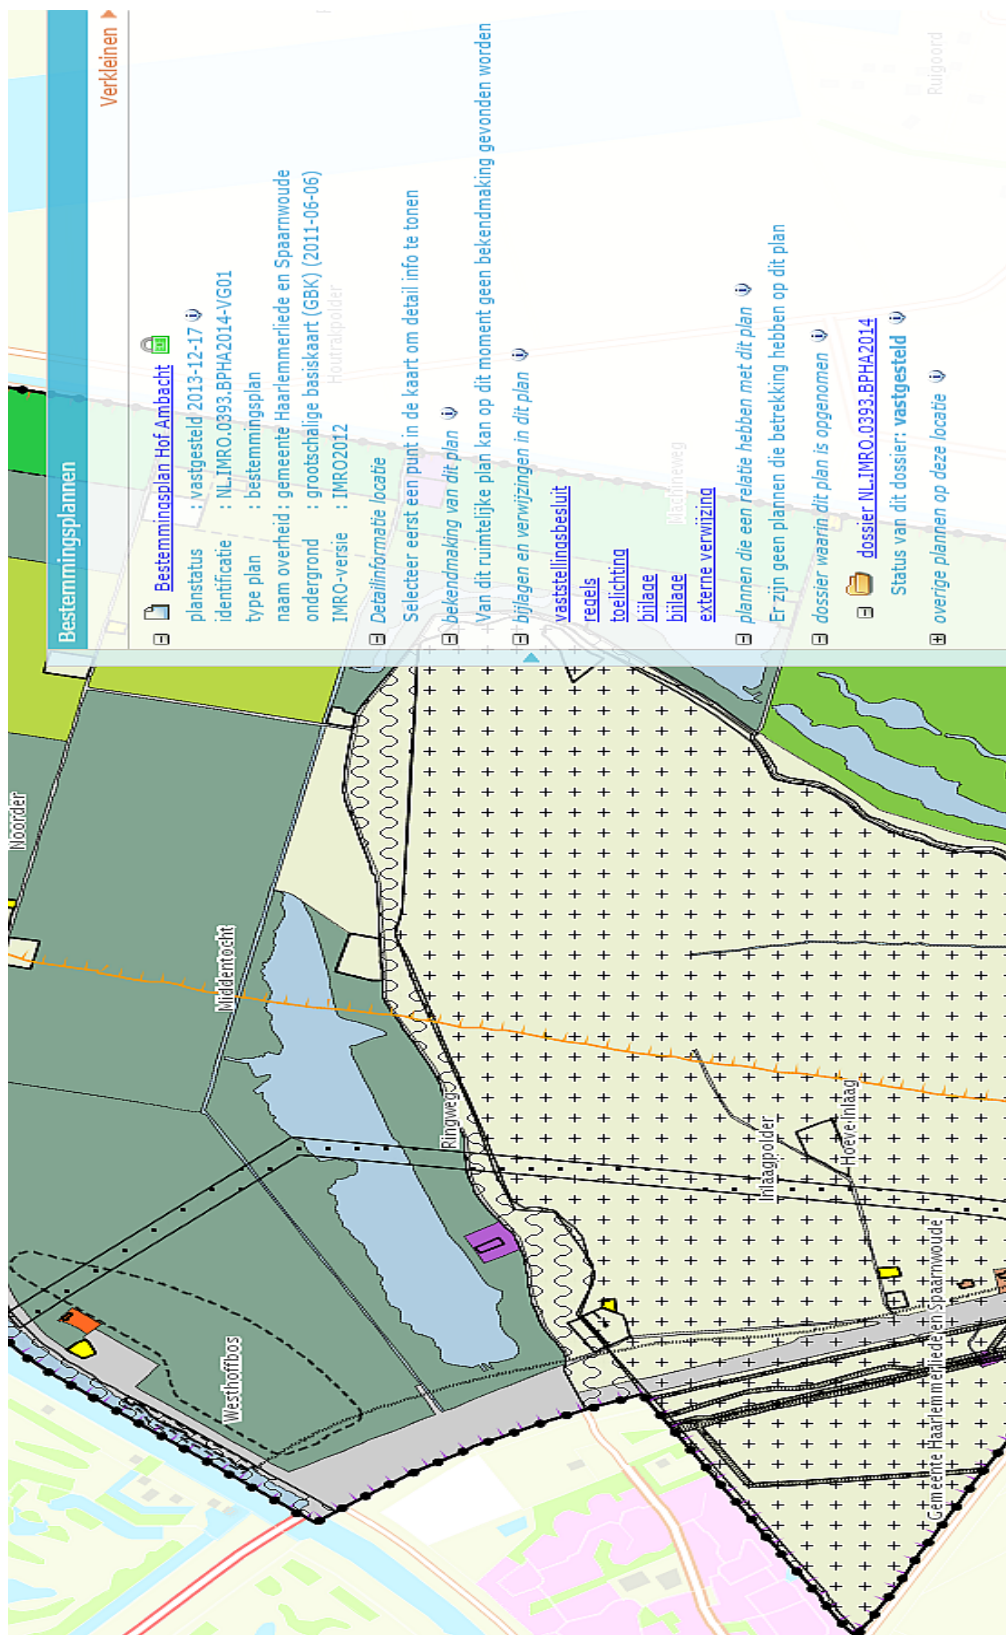 Bestemmingsplannen
Verkleinen
Bestemmingsplan Hof Ambacht
planstatus : vastgesteld 2013-12-17
identificatie : NL.IMRO.0393.BPHA2014-VG01
type plan : bestemmingsplan
naam overheid : gemeente Haarlemmerliede en Spaarnwoude
ondergrond : grootschalige basiskaart (GBK) (2011-06-06)
IMRO-versie : IMRO2012
Detailinformatie locatie
Selecteer eerst een punt in de kaart om detail info te tonen
bekendmaking van dit plan
Van dit ruimtelijke plan kan op dit moment geen bekendmaking gevonden worden
bijlagen en verwijzingen in dit plan
vaststellingsbesluit
regels
toelichting
bijlage
bijlage
externe verwijzing
plannen die een relatie hebben met dit plan
Er zijn geen plannen die betrekking hebben op dit plan
dossier waarin dit plan is opgenomen
dossier NL.IMRO.0393.BPHA2014
Status van dit dossier: vastgesteld
overige plannen op deze locatie
Noorder
Middentocht
Westhoffbos
Ringweg
Inlaagpolder
Hoeve Inlaag
Gemeente Haarlemmerliede en Spaarnwoude
Houtrakpolder
Machineweg
Ruigoord